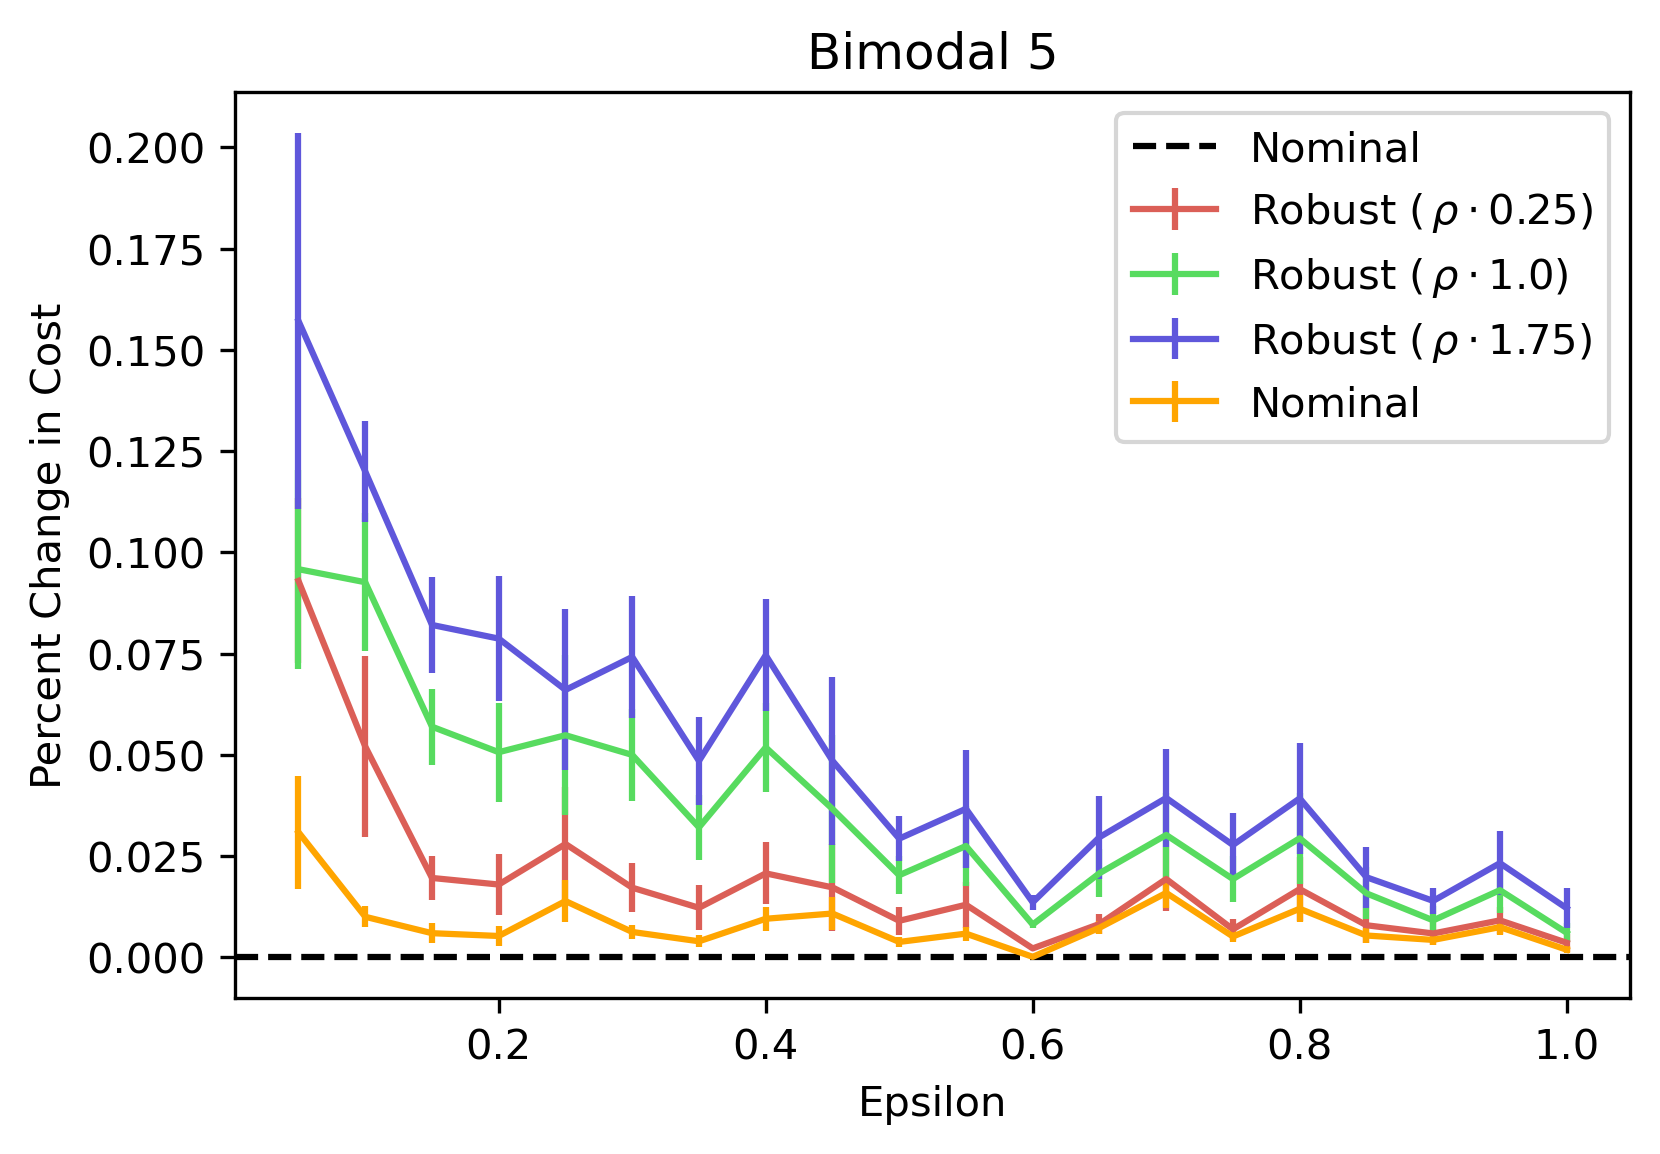 Bimodal 5
Percent Change in Cost
0.200
0.175
0.150
0.125
0.100
0.075
0.050
0.025
0.000
Nominal
Robust (ρ · 0.25)
Robust (ρ · 1.0)
Robust (ρ · 1.75)
Nominal
0.2 0.4 0.6 0.8 1.0
Epsilon